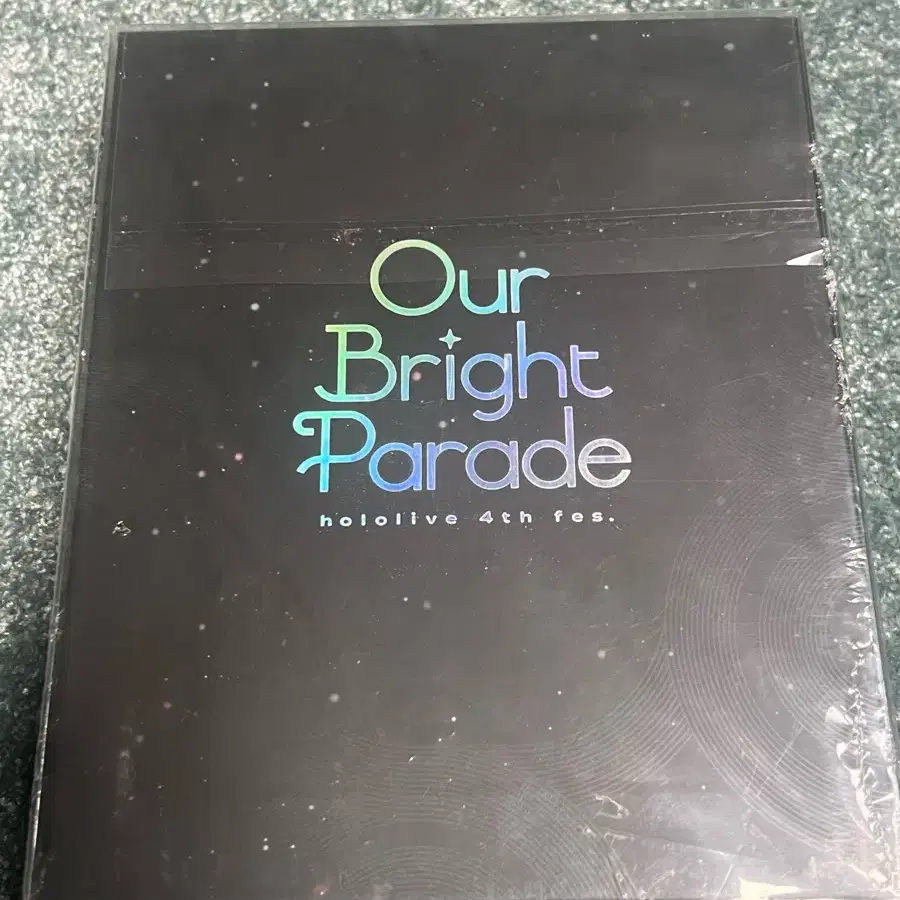 Our
Bright
Parade
hololive 4th fes.